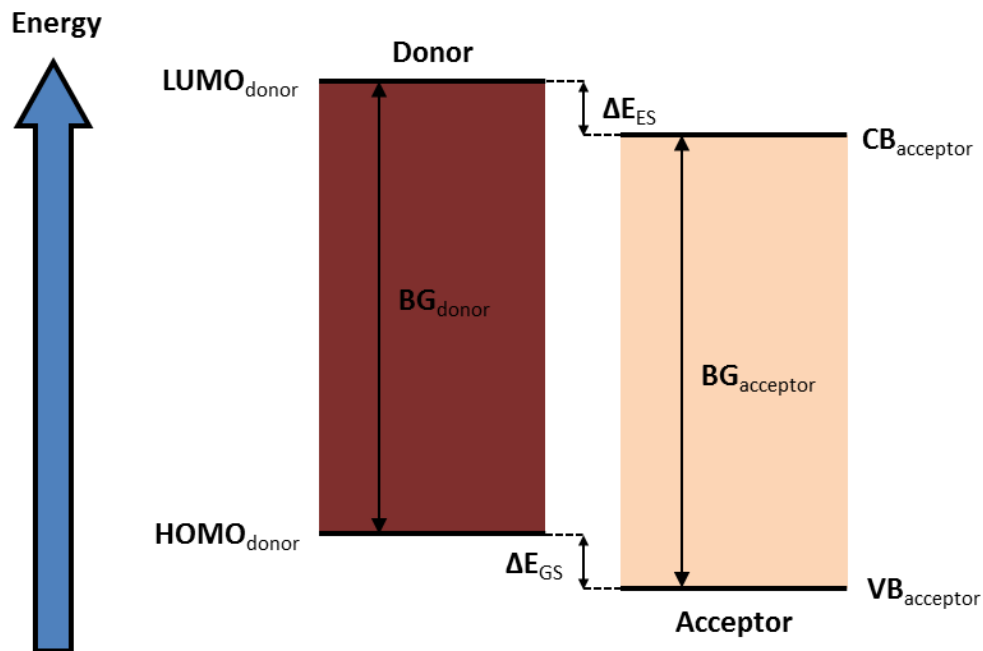 Energy
Donor
LUMOdonor
ΔEES
CBacceptor
BGdonor
BGacceptor
HOMOdonor
ΔEGS
VBacceptor
Acceptor